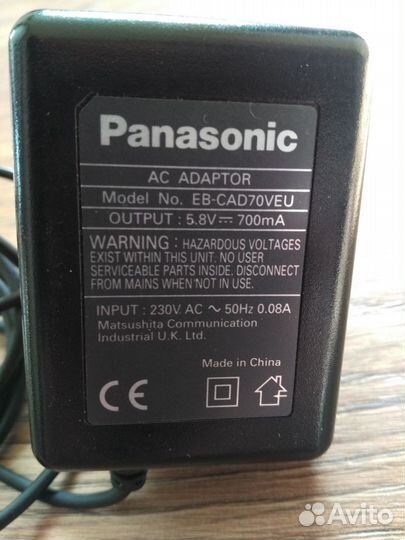 Panasonic
AC ADAPTOR
Model No. EB-CAD70VEU
OUTPUT : 5.8V⎓ 700mA
WARNING : HAZARDOUS VOLTAGES
EXIST WITHIN THIS UNIT. NO USER
SERVICEABLE PARTS INSIDE. DISCONNECT
FROM MAINS WHEN NOT IN USE.
INPUT : 230V. AC ~ 50Hz 0.08A
Matsushita Communication
Industrial U.K. Ltd.
Made in China
CE
Avito